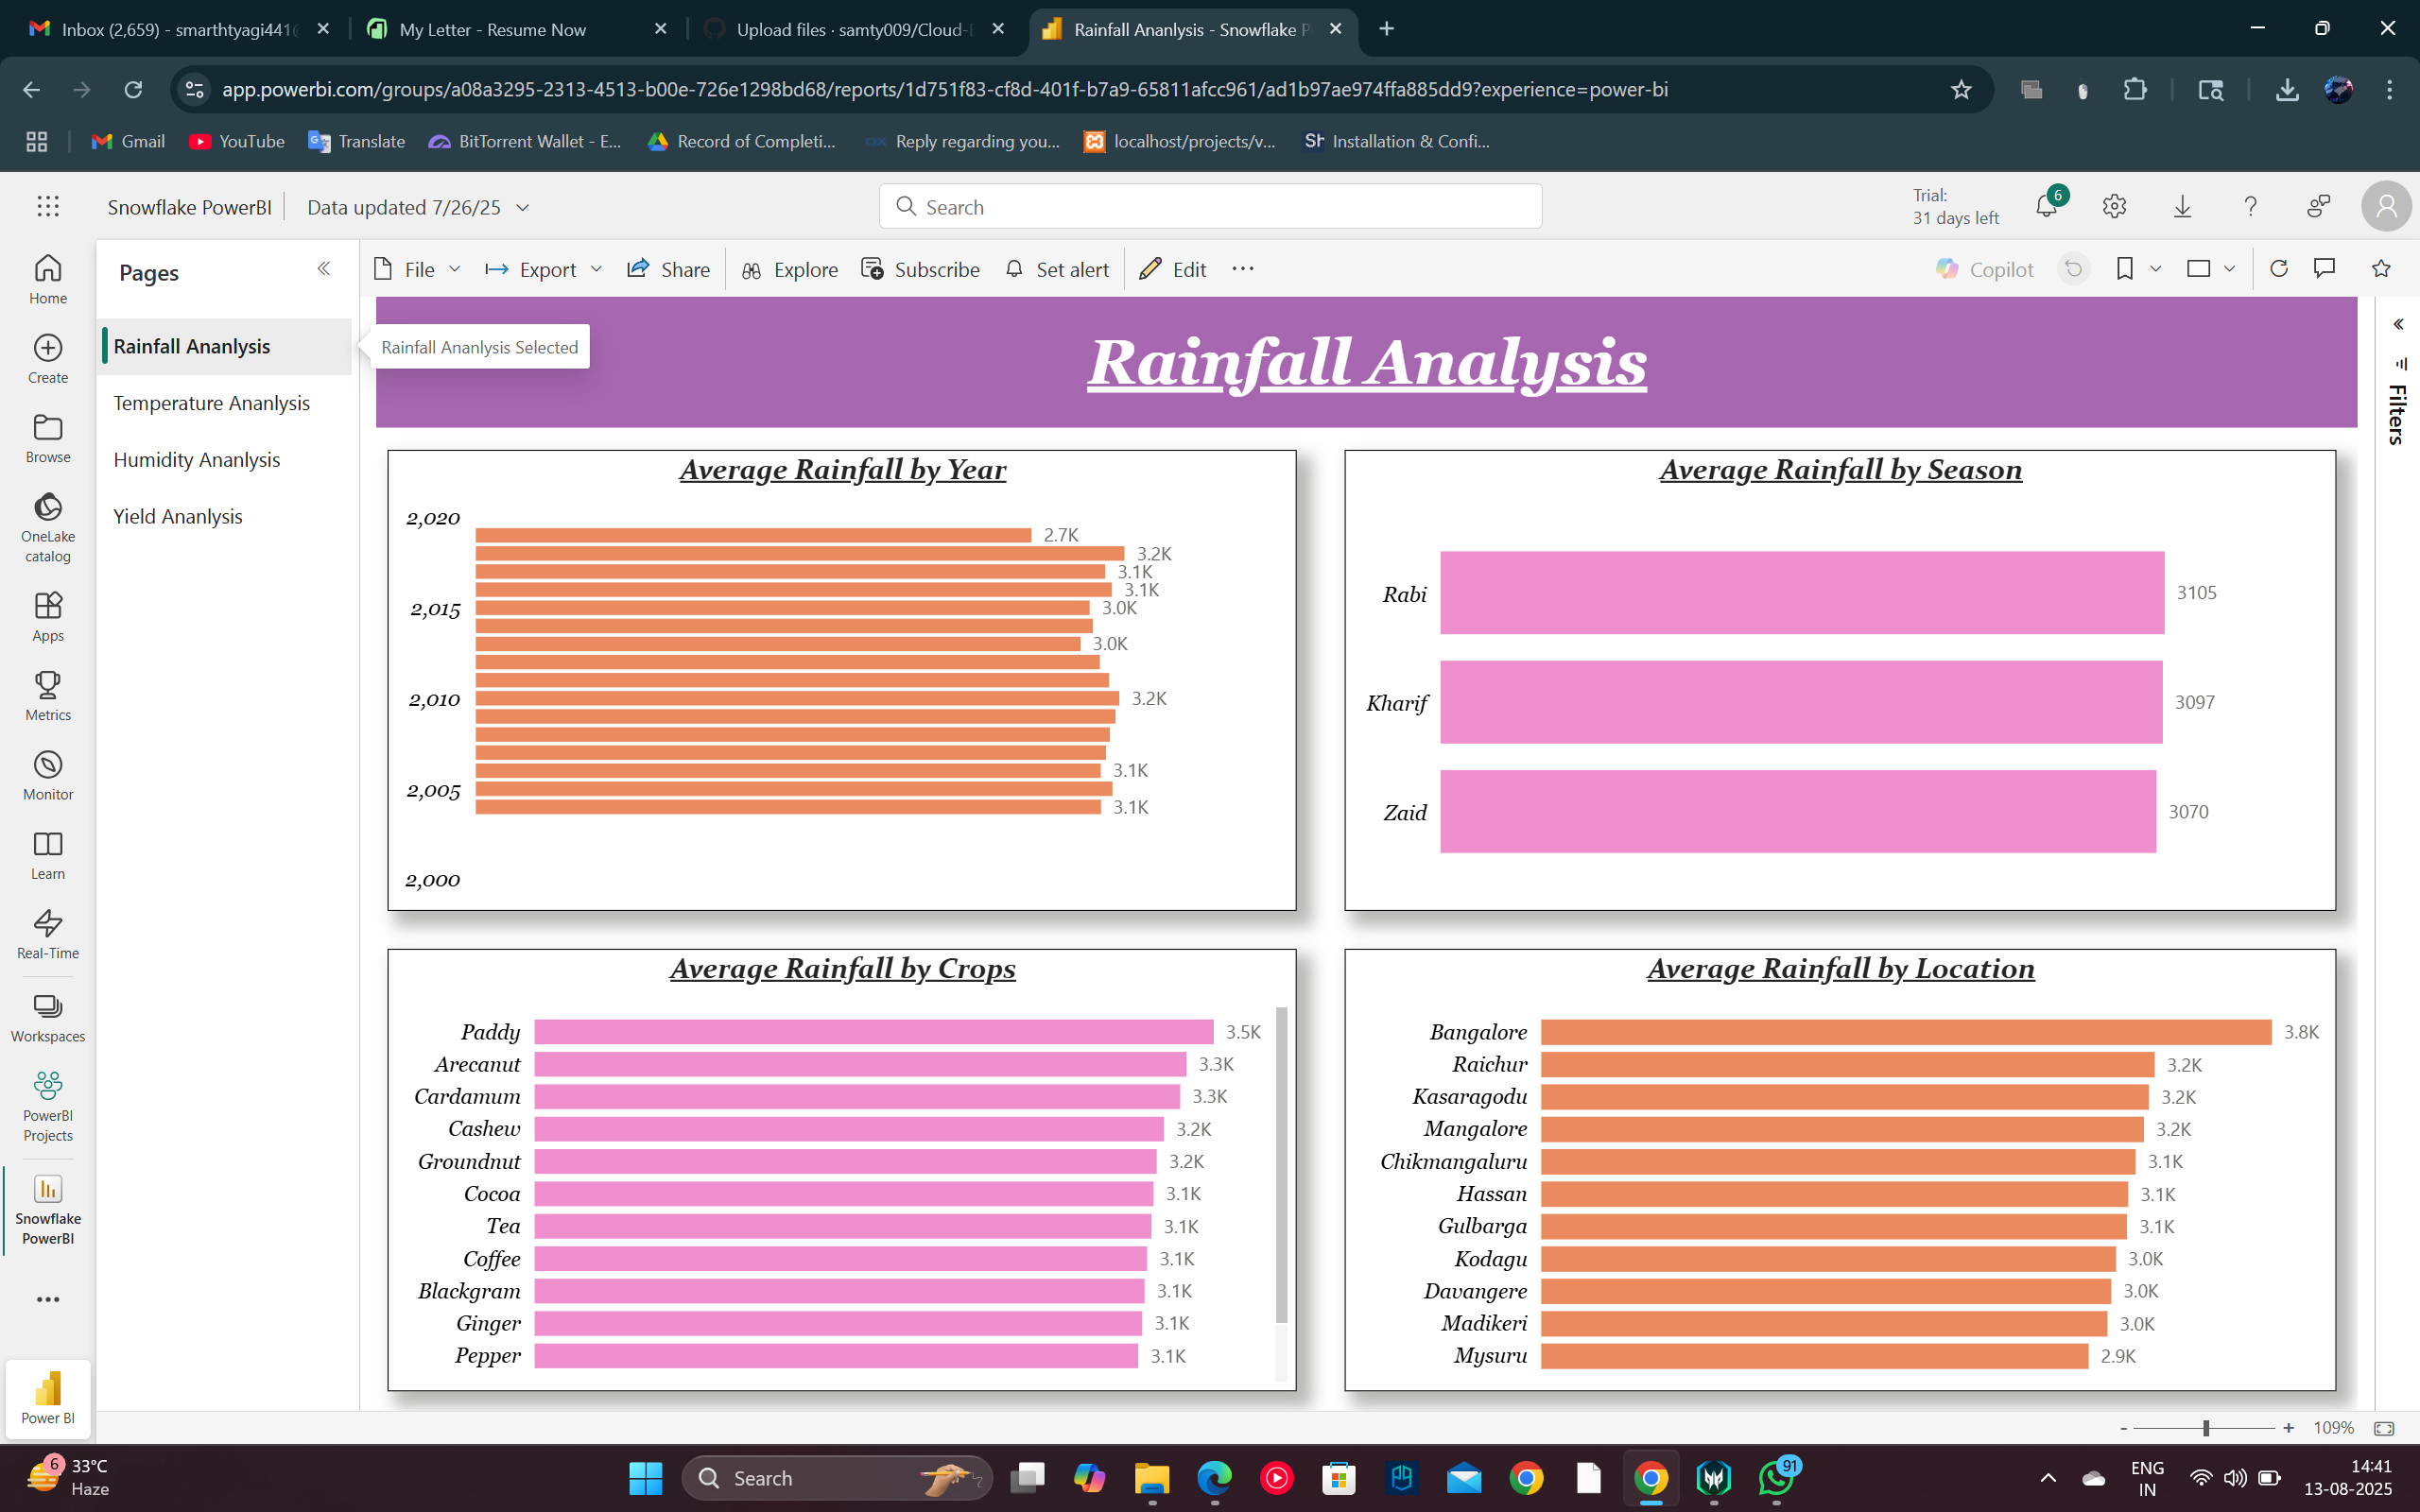 Inbox (2,659) - smarthtyagi441
My Letter - Resume Now
Upload files · samty009/Cloud-
Rainfall Ananlysis - Snowflake P
app.powerbi.com/groups/a08a3295-2313-4513-b00e-726e1298bd68/reports/1d751f83-cf8d-401f-b7a9-65811afcc961/ad1b97ae974ffa885dd9?experience=power-bi
Gmail
YouTube
Translate
BitTorrent Wallet - E...
Record of Completi...
Reply regarding you...
localhost/projects/v...
Sh Installation & Confi...
Snowflake PowerBI
Data updated 7/26/25
Search
Trial:
31 days left
6
Home
Create
Browse
OneLake
catalog
Apps
Metrics
Monitor
Learn
Real-Time
Workspaces
PowerBI
Projects
Snowflake
PowerBI
Power BI
Pages
Rainfall Ananlysis
Temperature Ananlysis
Humidity Ananlysis
Yield Ananlysis
File
Export
Share
Explore
Subscribe
Set alert
Edit
Copilot
Rainfall Ananlysis Selected
Rainfall Analysis
Filters
Average Rainfall by Year
2,020
2.7K
3.2K
3.1K
3.1K
2,015
3.0K
3.0K
2,010
3.2K
3.1K
2,005
3.1K
2,000
Average Rainfall by Season
Rabi 3105
Kharif 3097
Zaid 3070
Average Rainfall by Crops
Paddy 3.5K
Arecanut 3.3K
Cardamum 3.3K
Cashew 3.2K
Groundnut 3.2K
Cocoa 3.1K
Tea 3.1K
Coffee 3.1K
Blackgram 3.1K
Ginger 3.1K
Pepper 3.1K
Average Rainfall by Location
Bangalore 3.8K
Raichur 3.2K
Kasaragodu 3.2K
Mangalore 3.2K
Chikmangaluru 3.1K
Hassan 3.1K
Gulbarga 3.1K
Kodagu 3.0K
Davangere 3.0K
Madikeri 3.0K
Mysuru 2.9K
- + 109%
6
33°C
Haze
Search
91
ENG
IN
14:41
13-08-2025